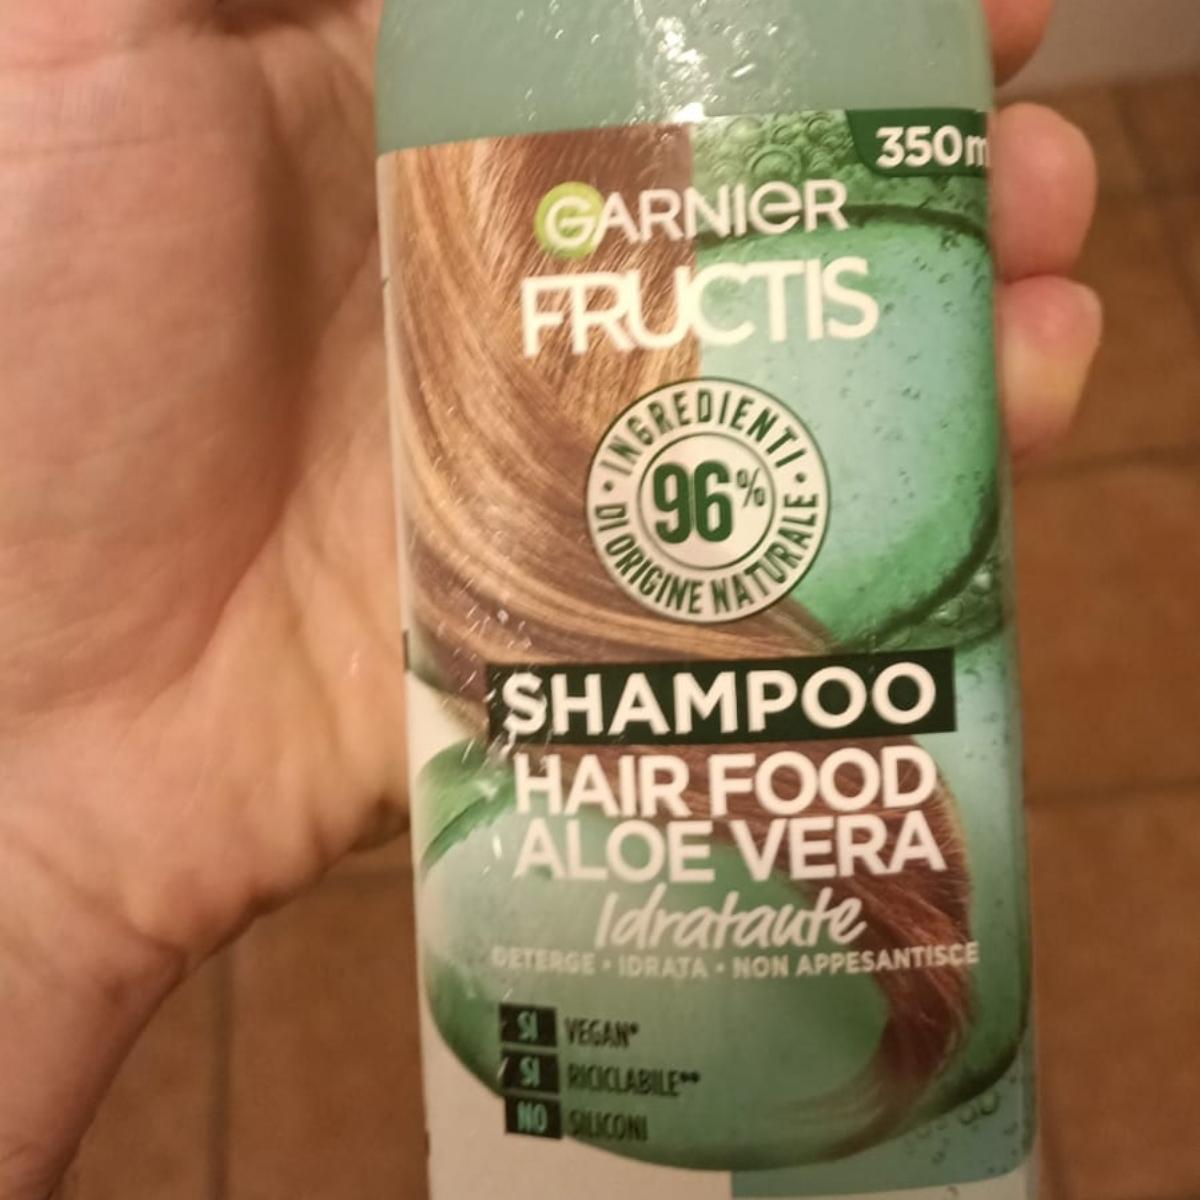 350m
GARNIER
FRUCTIS
INGREDIENTI
96%
DI ORIGINE NATURALE
SHAMPOO
HAIR FOOD
ALOE VERA
Idratante
DETERGE • IDRATA • NON APPESANTISCE
SI VEGAN*
SI RICICLABILE**
NO SILICONI